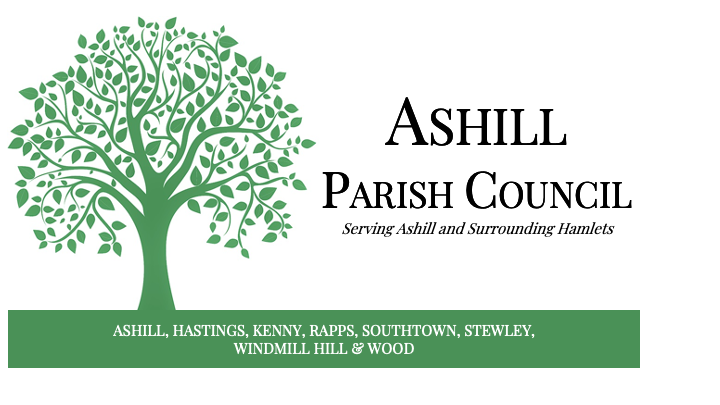 ASHILL
PARISH COUNCIL
Serving Ashill and Surrounding Hamlets
ASHILL, HASTINGS, KENNY, RAPPS, SOUTHTOWN, STEWLEY,
WINDMILL HILL & WOOD